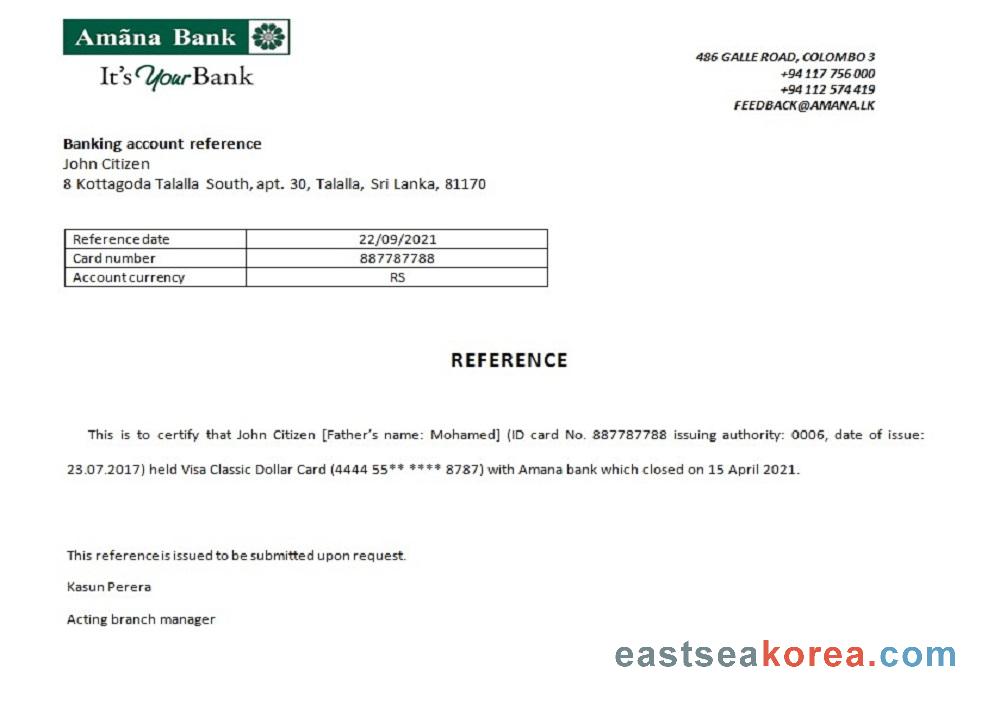 Amãna Bank
It's Your Bank
486 GALLE ROAD, COLOMBO 3
+94 117 756 000
+94 112 574 419
FEEDBACK@AMANA.LK
Banking account reference
John Citizen
8 Kottagoda Talalla South, apt. 30, Talalla, Sri Lanka, 81170
Reference date 22/09/2021
Card number 887787788
Account currency RS
REFERENCE
This is to certify that John Citizen [Father's name: Mohamed] (ID card No. 887787788 issuing authority: 0006, date of issue:
23.07.2017) held Visa Classic Dollar Card (4444 55** **** 8787) with Amana bank which closed on 15 April 2021.
This reference is issued to be submitted upon request.
Kasun Perera
Acting branch manager
eastseakorea.com